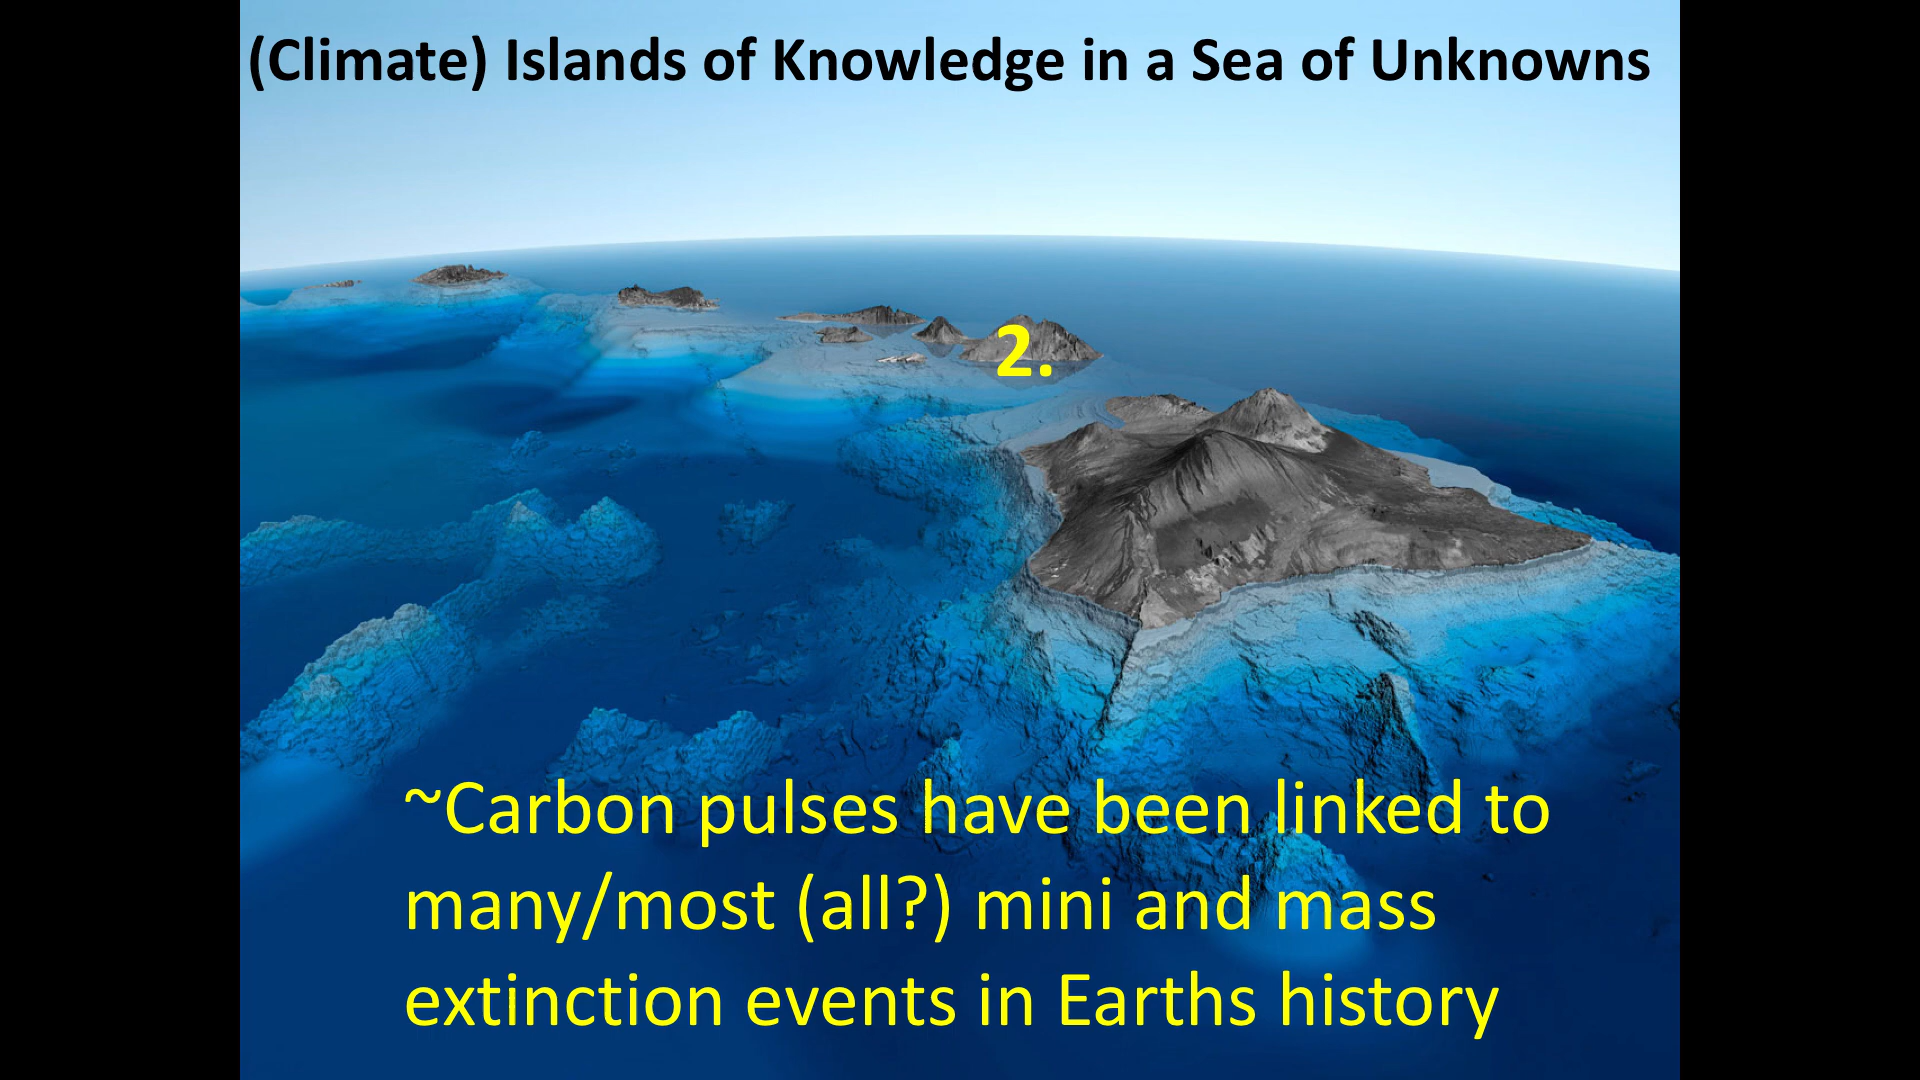 (Climate) Islands of Knowledge in a Sea of Unknowns
2.
~Carbon pulses have been linked to
many/most (all?) mini and mass
extinction events in Earths history